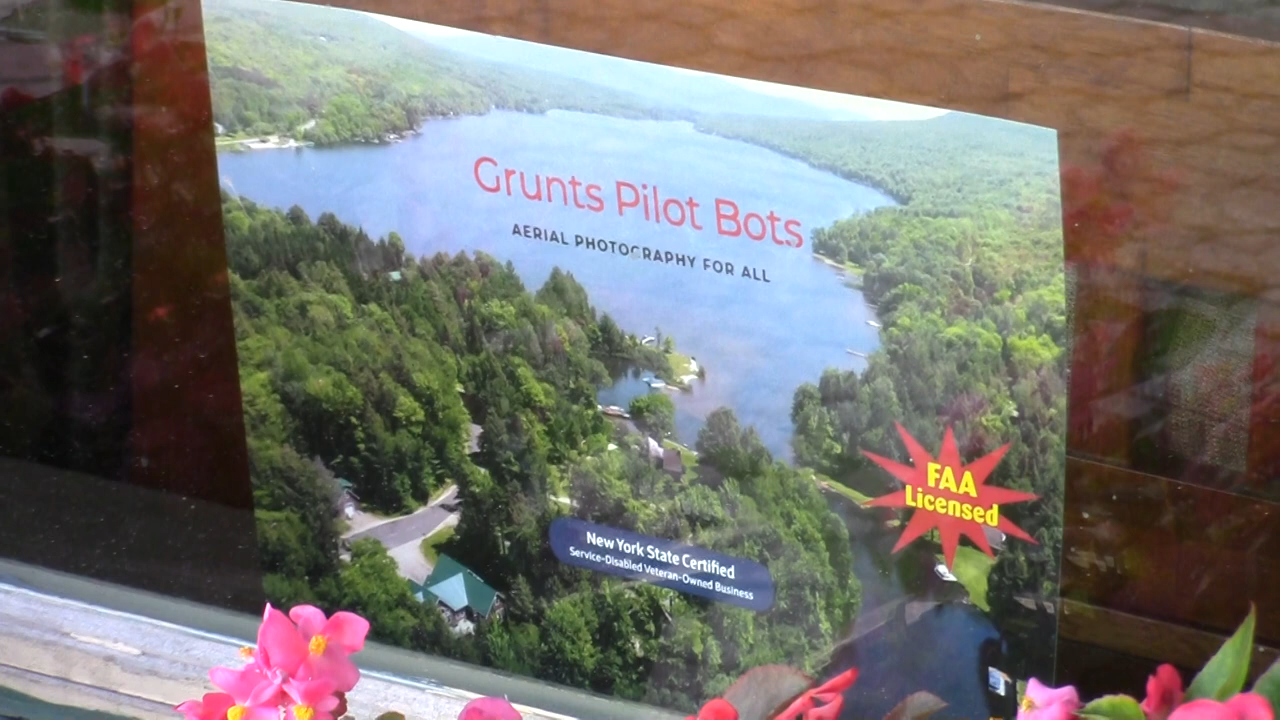 Grunts Pilot Bots
AERIAL PHOTOGRAPHY FOR ALL
FAA
Licensed
New York State Certified
Service-Disabled Veteran-Owned Business